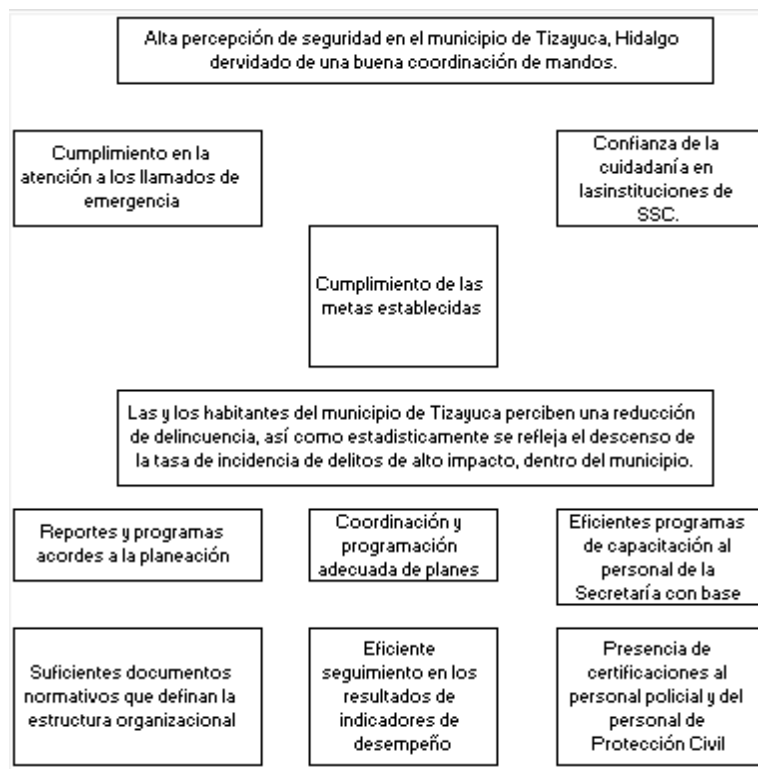 Alta percepción de seguridad en el municipio de Tizayuca, Hidalgo
dervidado de una buena coordinación de mandos.
Cumplimiento en la
atención a los llamados de
emergencia
Confianza de la
cuidadanía en
lasinstituciones de
SSC.
Cumplimiento de las
metas establecidas
Las y los habitantes del municipio de Tizayuca perciben una reducción
de delincuencia, así como estadisticamente se refleja el descenso de
la tasa de incidencia de delitos de alto impacto, dentro del municipio.
Reportes y programas
acordes a la planeación
Coordinación y
programación
adecuada de planes
Eficientes programas
de capacitación al
personal de la
Secretaría con base
Suficientes documentos
normativos que definan la
estructura organizacional
Eficiente
seguimiento en los
resultados de
indicadores de
desempeño
Presencia de
certificaciones al
personal policial y del
personal de
Protección Civil